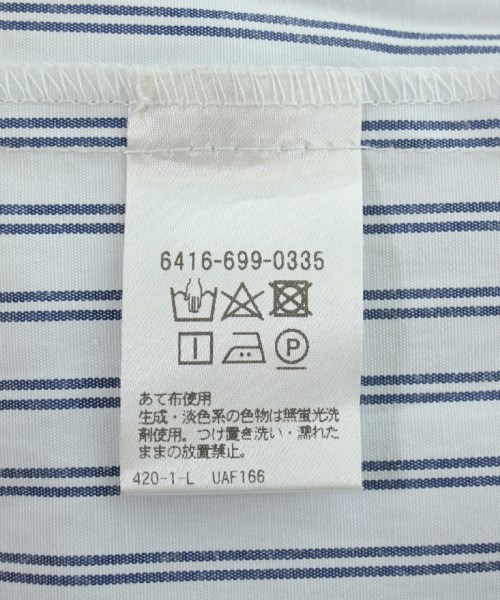 6416-699-0335
P
あて布使用
生成・淡色系の色物は無蛍光洗
剤使用。つけ置き洗い・濡れた
ままの放置禁止。
420-1-L UAF166